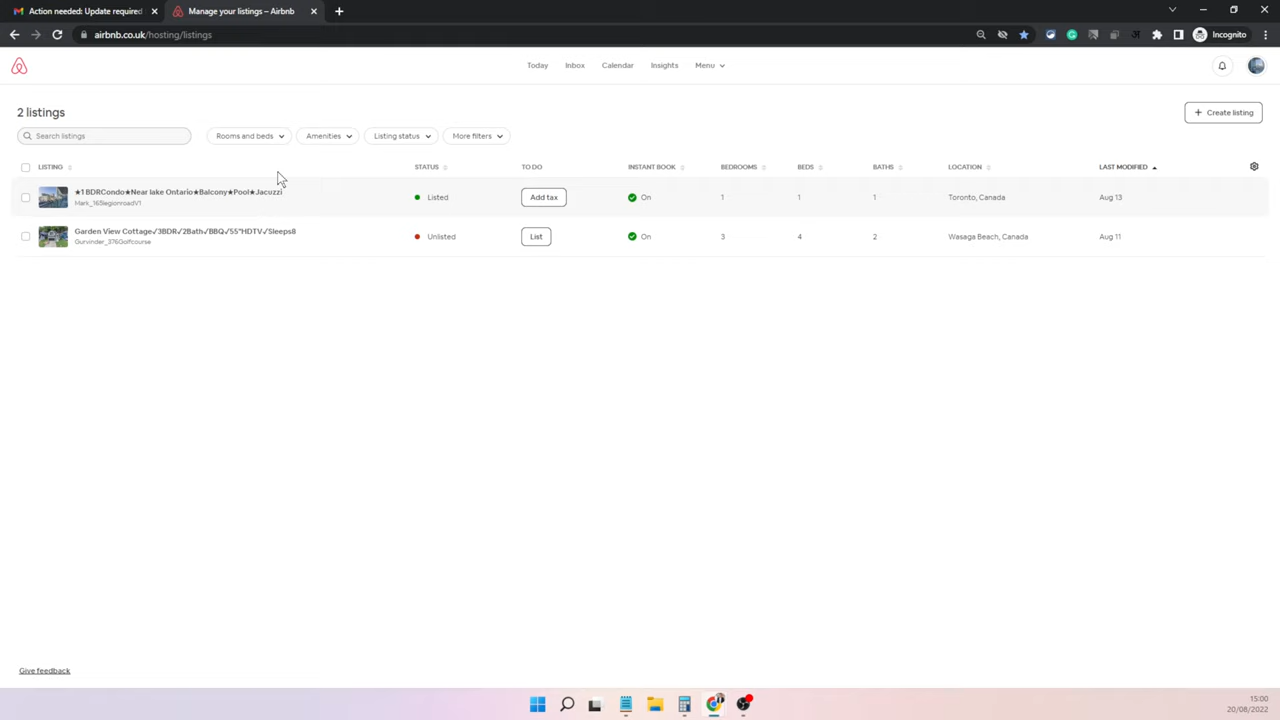 Action needed: Update required
Manage your listings – Airbnb
airbnb.co.uk/hosting/listings
Incognito
Today
Inbox
Calendar
Insights
Menu
2 listings
+ Create listing
Search listings
Rooms and beds
Amenities
Listing status
More filters
LISTING STATUS TO DO INSTANT BOOK BEDROOMS BEDS BATHS LOCATION LAST MODIFIED
★1 BDRCondo★Near lake Ontario★Balcony★Pool★Jacuzzi
Mark_165legionroadV1
Listed
Add tax
On
1
1
1
Toronto, Canada
Aug 13
Garden View Cottage√3BDR√2Bath√BBQ√55"HDTV√Sleeps8
Gurvinder_376Golfcourse
Unlisted
List
On
3
4
2
Wasaga Beach, Canada
Aug 11
Give feedback
15:00
20/08/2022